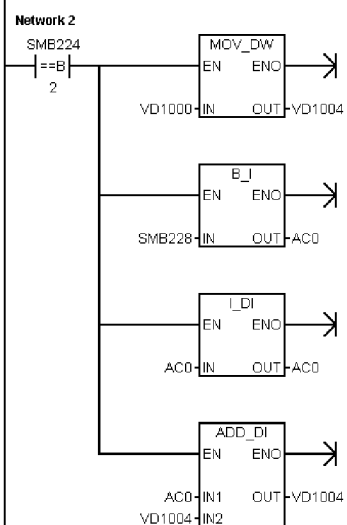 Network 2
SMB224
==B
2
MOV_DW
EN ENO
VD1000 IN OUT VD1004
B_I
EN ENO
SMB228 IN OUT AC0
I_DI
EN ENO
AC0 IN OUT AC0
ADD_DI
EN ENO
AC0 IN1 OUT VD1004
VD1004 IN2